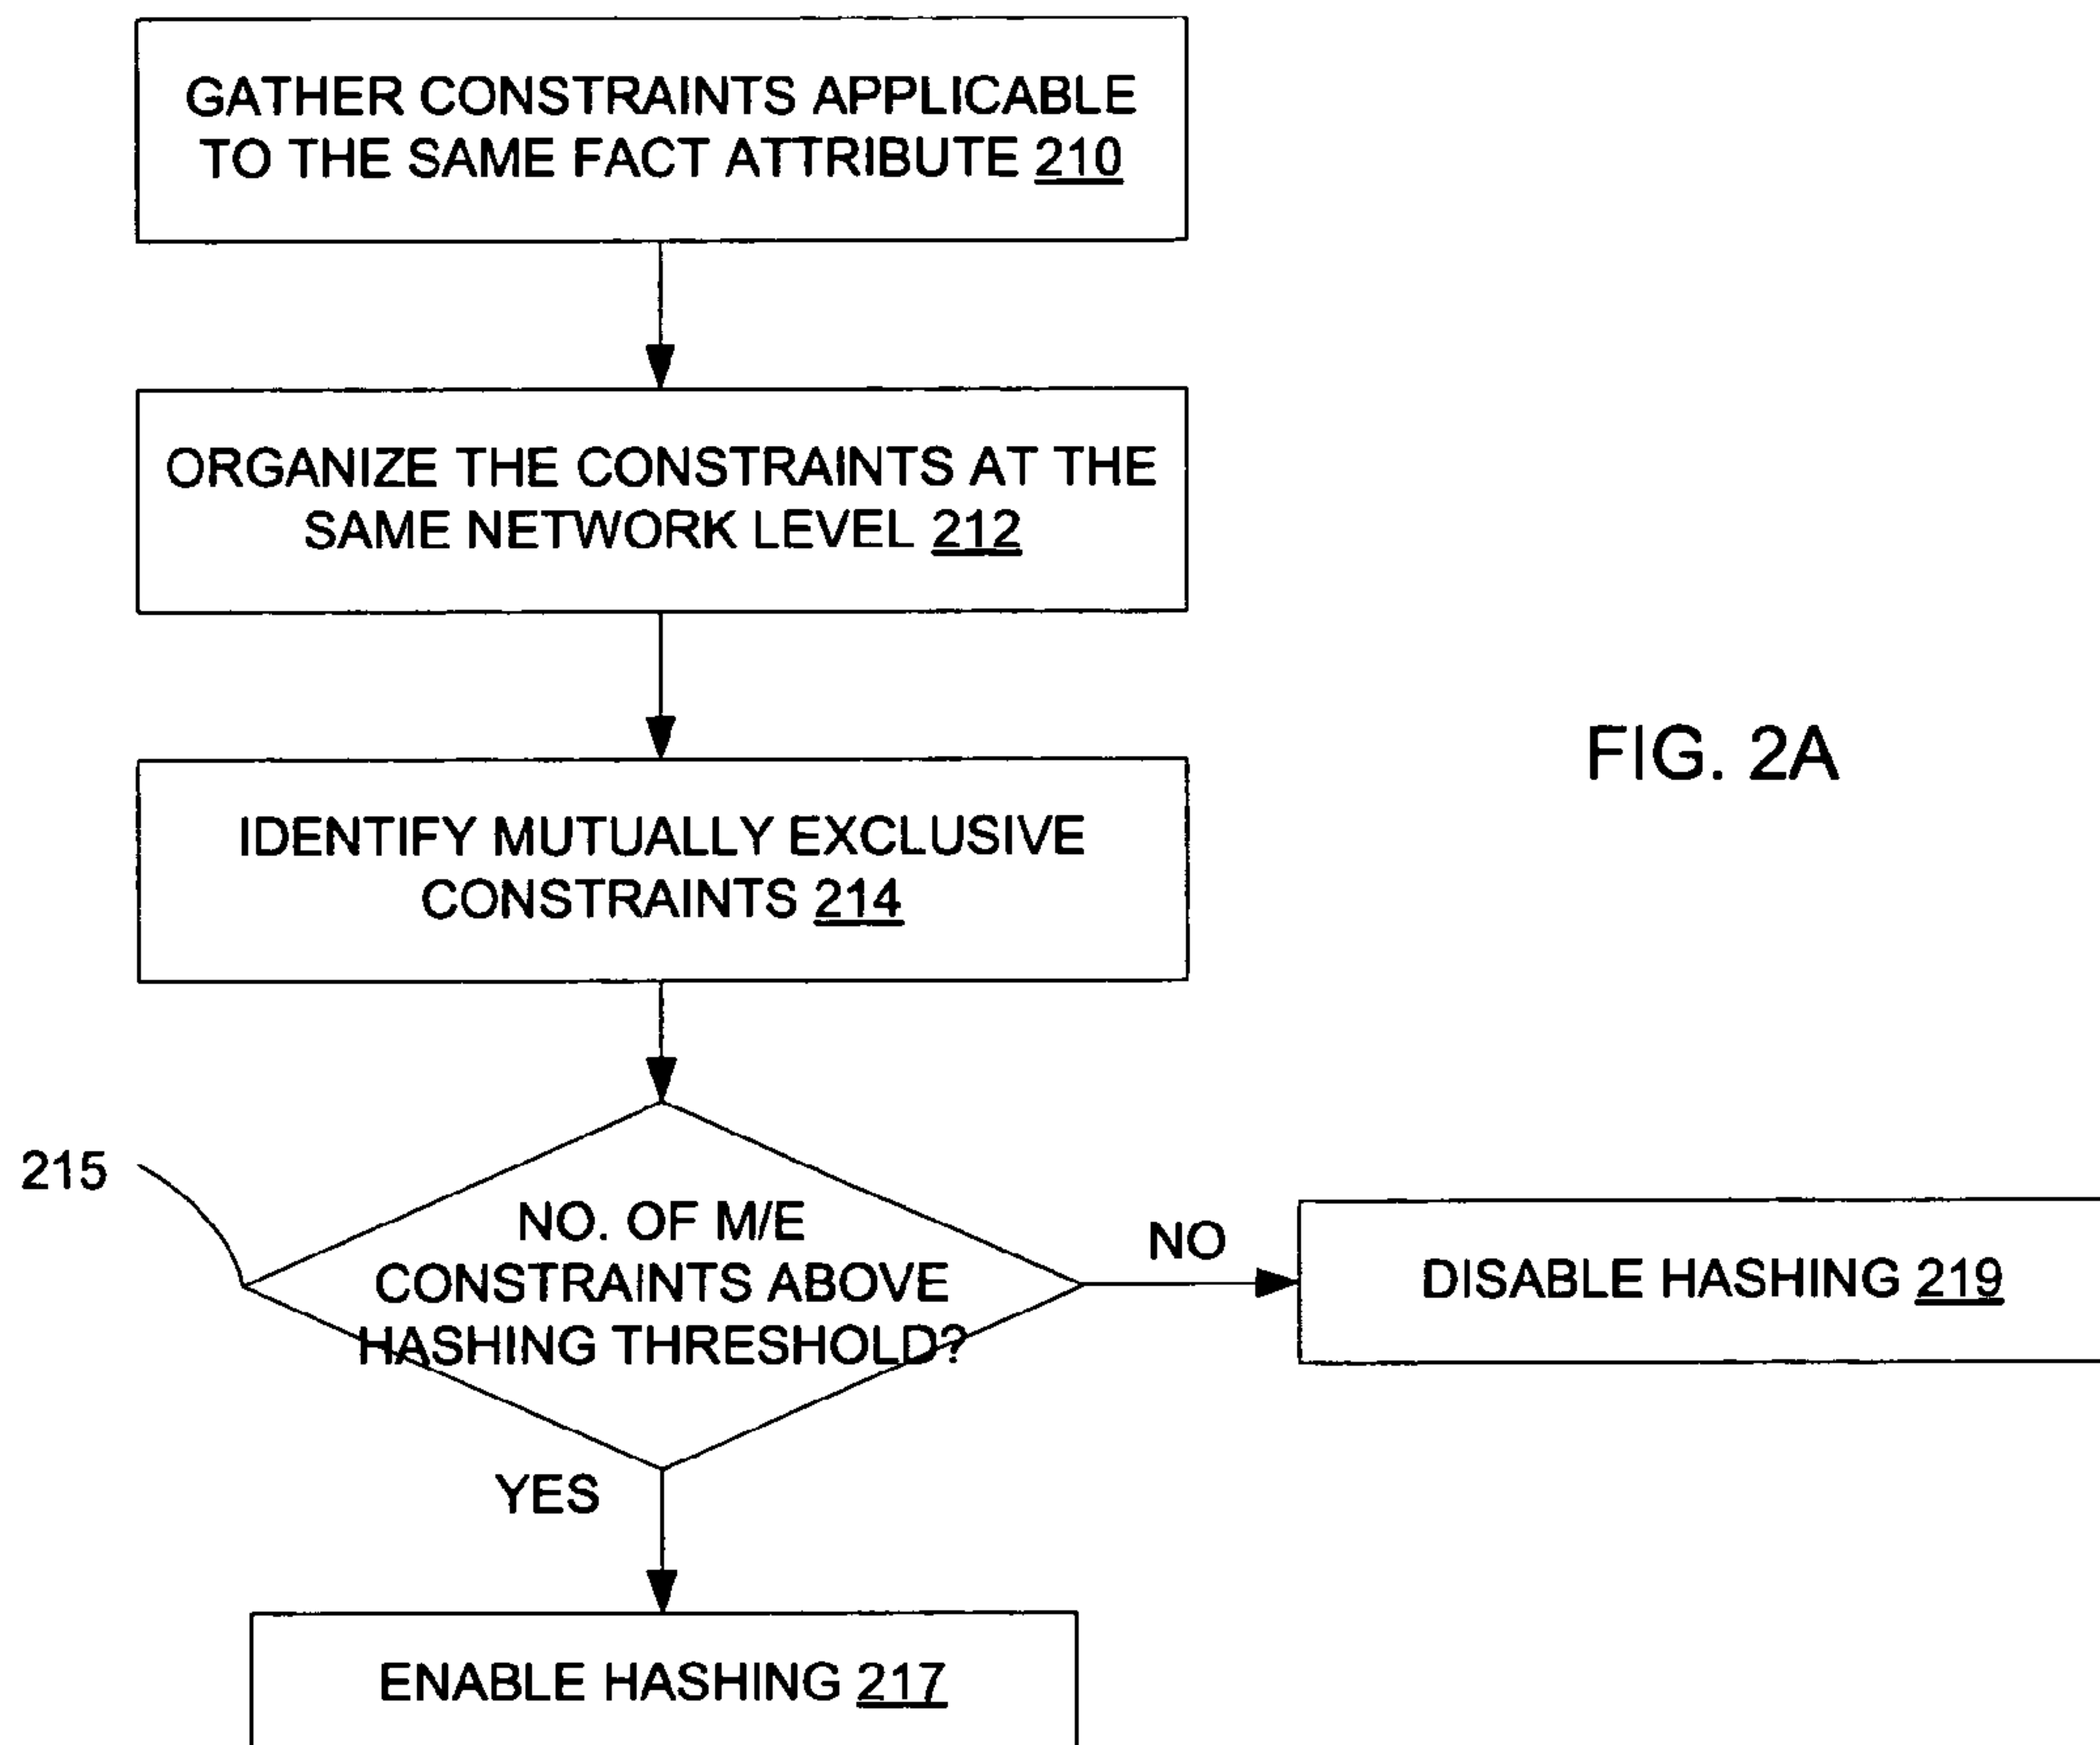 GATHER CONSTRAINTS APPLICABLE
TO THE SAME FACT ATTRIBUTE 210
ORGANIZE THE CONSTRAINTS AT THE
SAME NETWORK LEVEL 212
FIG. 2A
IDENTIFY MUTUALLY EXCLUSIVE
CONSTRAINTS 214
215
NO. OF M/E
CONSTRAINTS ABOVE
HASHING THRESHOLD?
NO
DISABLE HASHING 219
YES
ENABLE HASHING 217